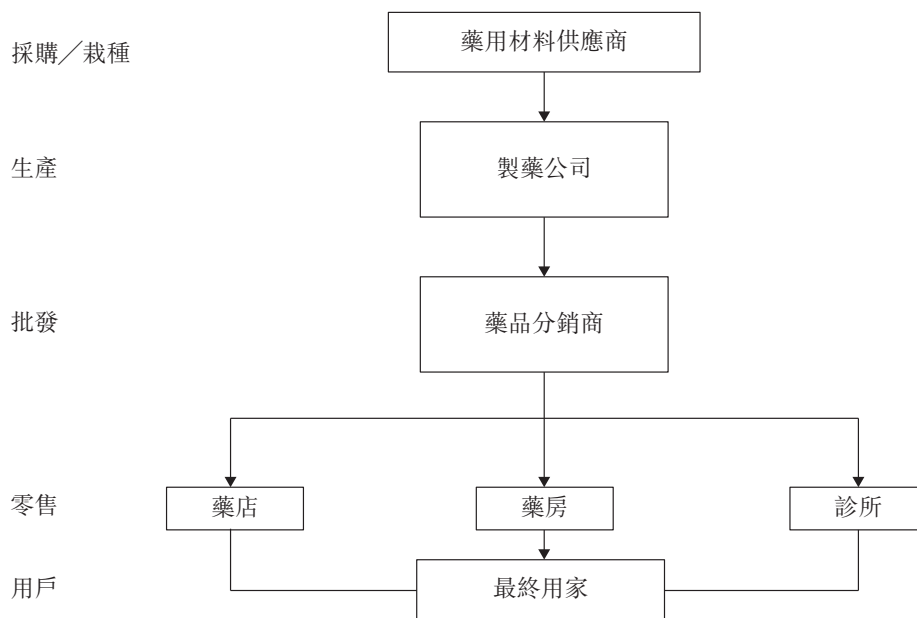 採購／栽種
藥用材料供應商
生產
製藥公司
批發
藥品分銷商
零售
藥店
藥房
診所
用戶
最終用家